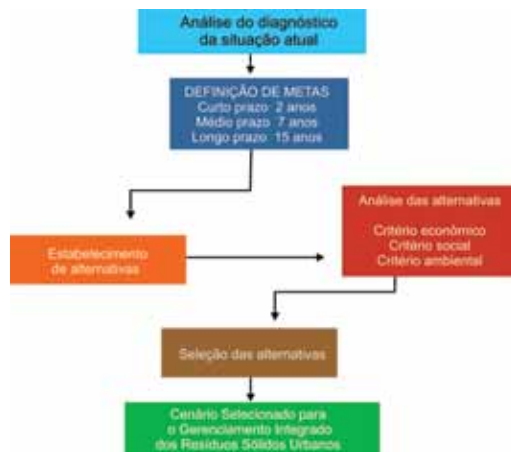 Análise do diagnóstico
da situação atual
DEFINIÇÃO DE METAS
Curto prazo 2 anos
Médio prazo 7 anos
Longo prazo 15 anos
Estabelecimento
de alternativas
Análise das alternativas
Critério econômico
Critério social
Critério ambiental
Seleção das alternativas
Cenário Selecionado para
o Gerenciamento Integrado
dos Resíduos Sólidos Urbanos